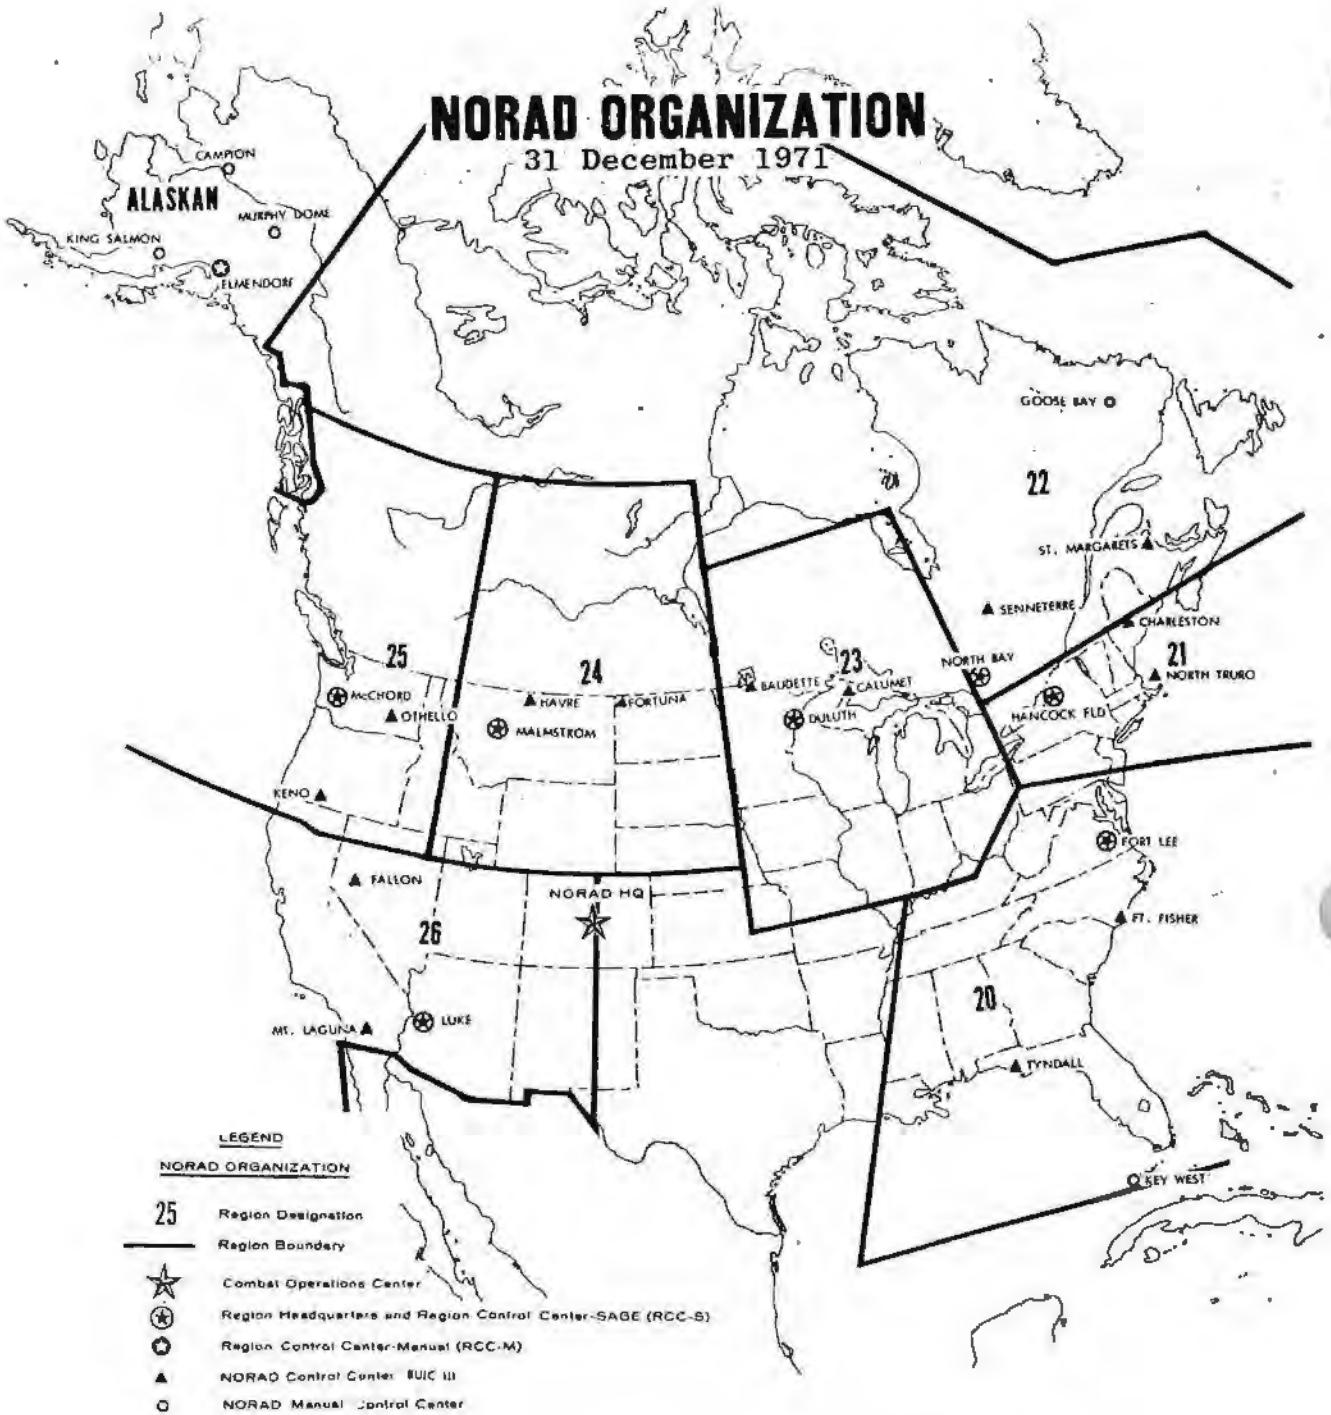 NORAD ORGANIZATION
31 December 1971
CAMPION
ALASKAN
MURPHY DOME
KING SALMON
ELMENDORF
GOOSE BAY
22
ST. MARGARETS
SENNETERRE
CHARLESTON
25
24
23
NORTH BAY
21
NORTH TRURO
McCHORD
OTHELLO
HAVRE
FORTUNA
BAUDETTE
CALUMET
HANCOCK FLD
MALMSTROM
DULUTH
KENO
FORT LEE
FALLON
NORAD HQ
26
FT. FISHER
20
MT. LAGUNA
LUKE
TYNDALL
KEY WEST
LEGEND
NORAD ORGANIZATION
25 Region Designation
Region Boundary
Combat Operations Center
Region Headquarters and Region Control Center-SAGE (RCC-S)
Region Control Center-Manual (RCC-M)
NORAD Control Center BUIC III
NORAD Manual Control Center